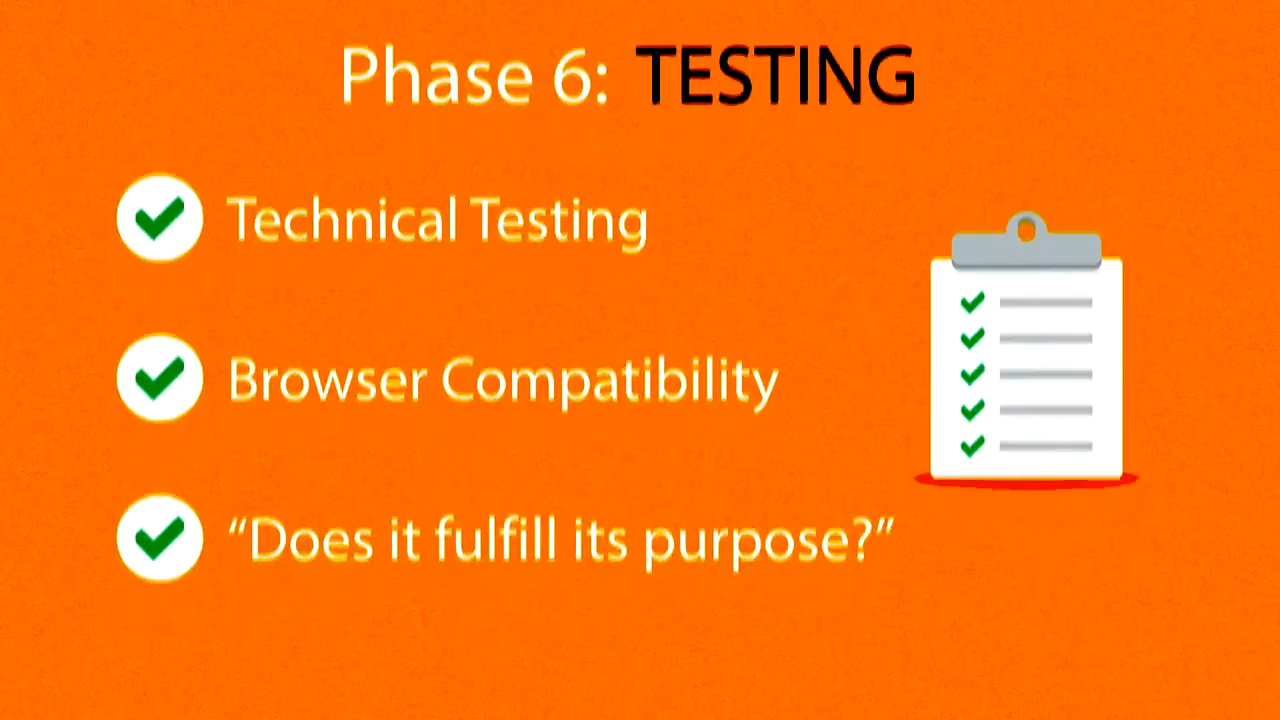 Phase 6: TESTING
Technical Testing
Browser Compatibility
“Does it fulfill its purpose?”